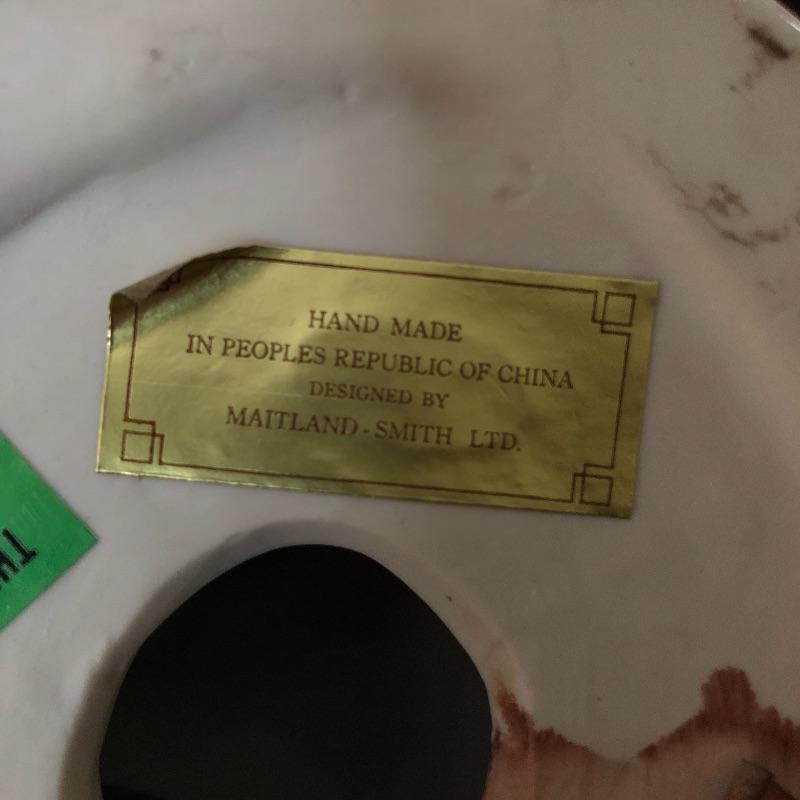 HAND MADE
IN PEOPLES REPUBLIC OF CHINA
DESIGNED BY
MAITLAND-SMITH LTD.